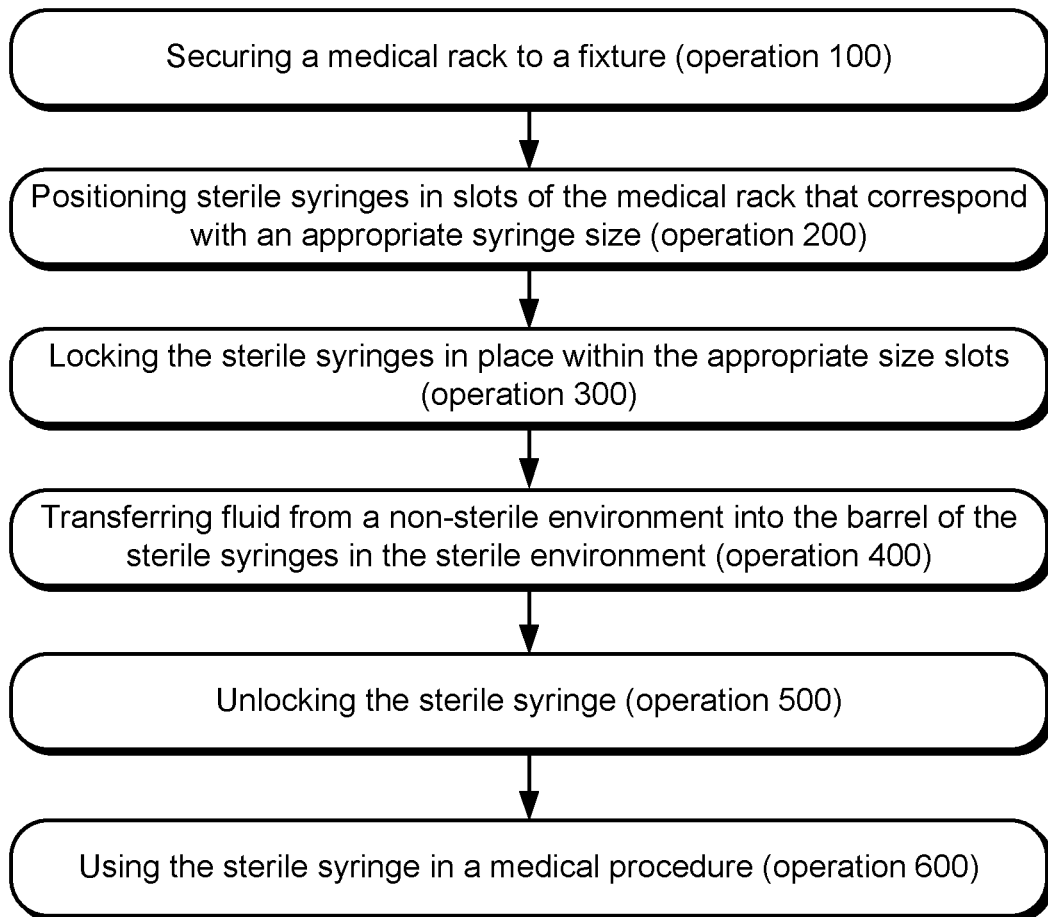 Securing a medical rack to a fixture (operation 100)
Positioning sterile syringes in slots of the medical rack that correspond
with an appropriate syringe size (operation 200)
Locking the sterile syringes in place within the appropriate size slots
(operation 300)
Transferring fluid from a non-sterile environment into the barrel of the
sterile syringes in the sterile environment (operation 400)
Unlocking the sterile syringe (operation 500)
Using the sterile syringe in a medical procedure (operation 600)